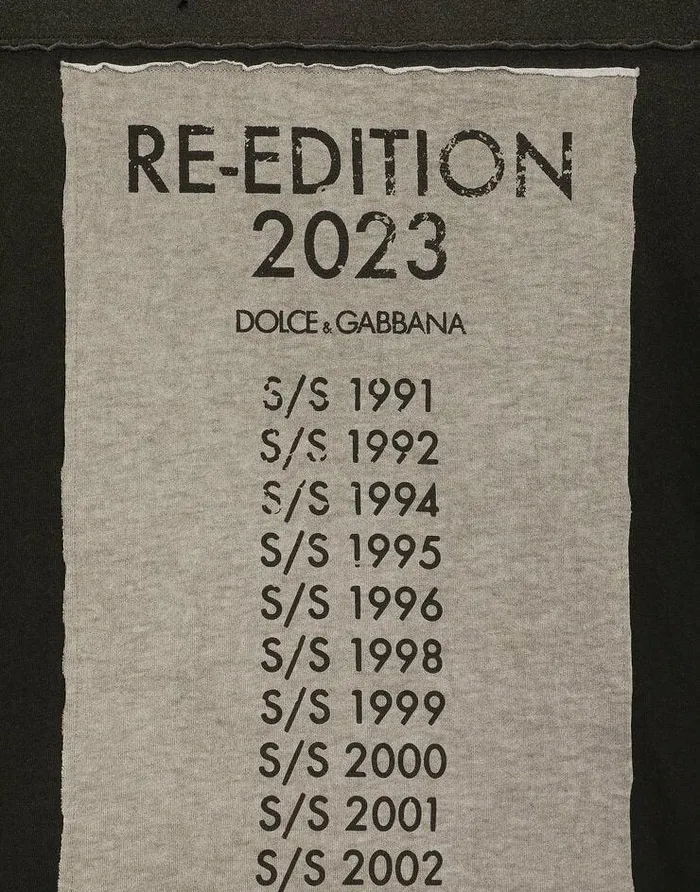 RE-EDITION
2023
DOLCE & GABBANA
S/S 1991
S/S 1992
S/S 1994
S/S 1995
S/S 1996
S/S 1998
S/S 1999
S/S 2000
S/S 2001
S/S 2002